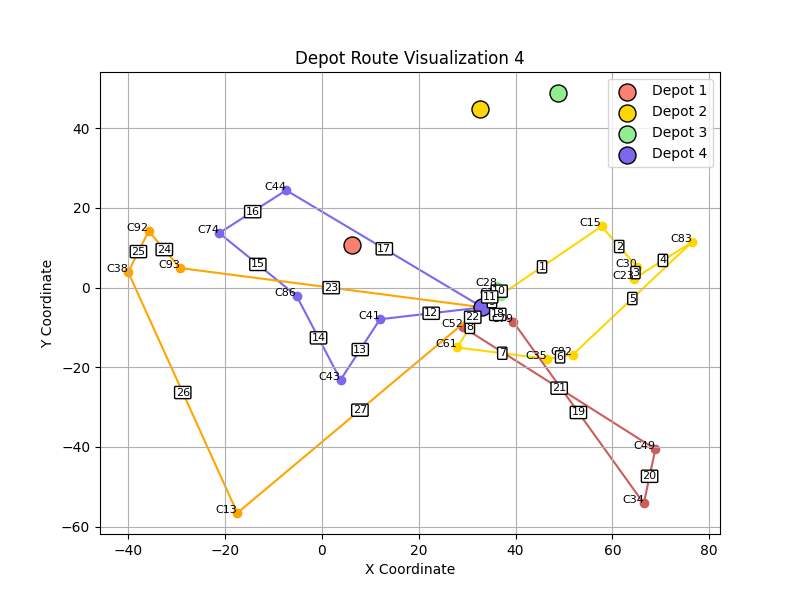 Depot Route Visualization 4
Depot 1
Depot 2
Depot 3
Depot 4
Y Coordinate
40
20
0
−20
−40
−60
−40
−20
0
20
40
60
80
X Coordinate
C44
16
C74
17
C92
25
24
C93
C38
15
C86
23
14
C41
12
13
C43
26
C13
27
C15
1
2
C30
3
C23
4
C83
5
C28
11
18
C79
22
C52
8
C61
7
C35
6
C82
21
19
C49
20
C34